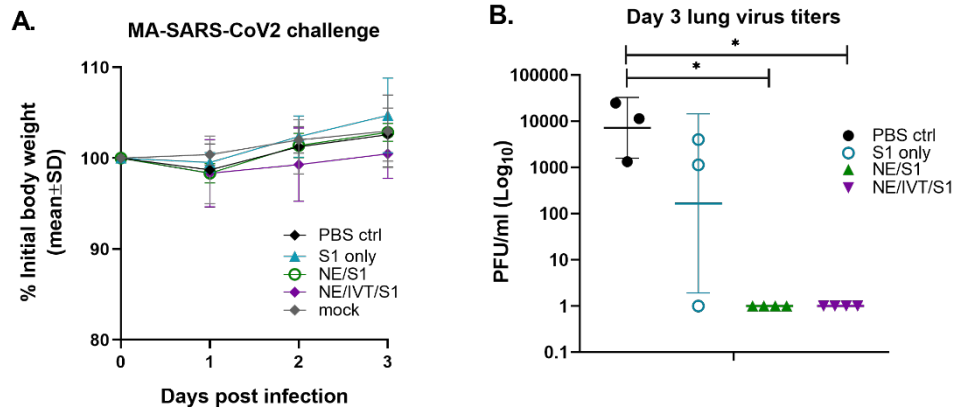 A.
MA-SARS-CoV2 challenge
110
100
90
80
% Initial body weight
(mean±SD)
PBS ctrl
S1 only
NE/S1
NE/IVT/S1
mock
0
1
2
3
Days post infection
B.
Day 3 lung virus titers
*
*
100000
10000
1000
100
10
1
0.1
PFU/ml (Log10)
PBS ctrl
S1 only
NE/S1
NE/IVT/S1